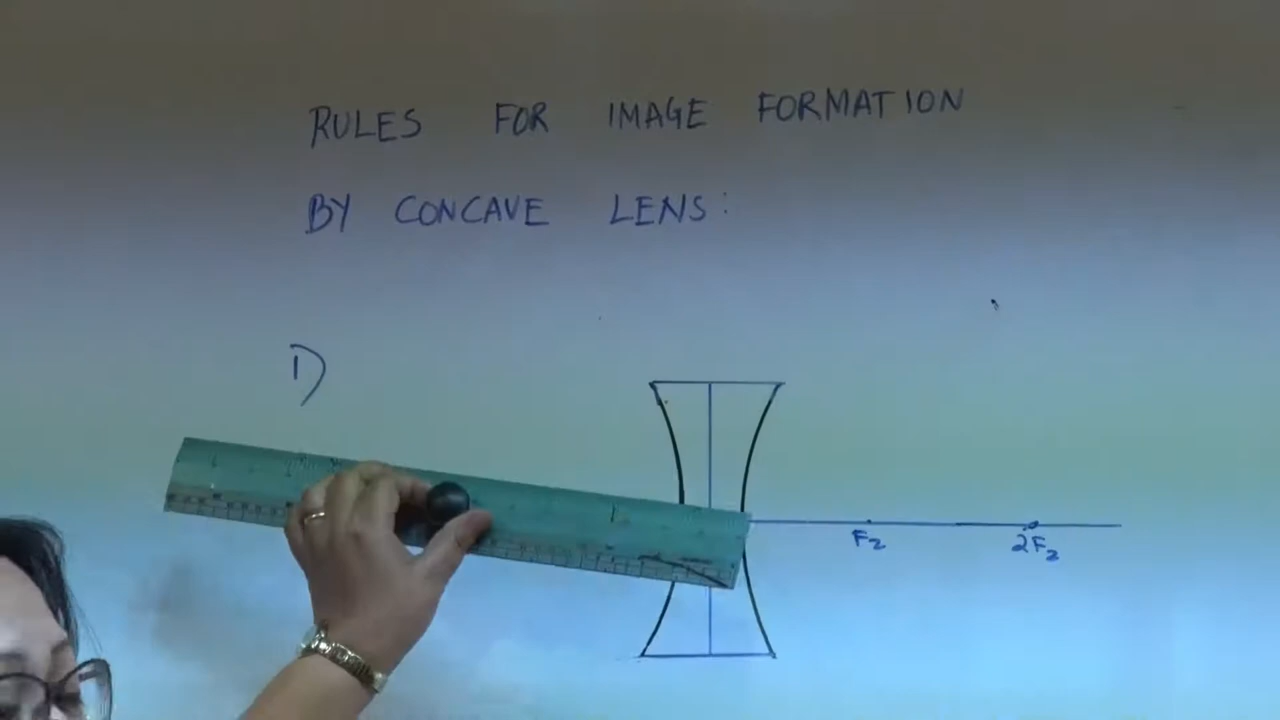 RULES FOR IMAGE FORMATION
BY CONCAVE LENS:
1)
F₂
2F₂